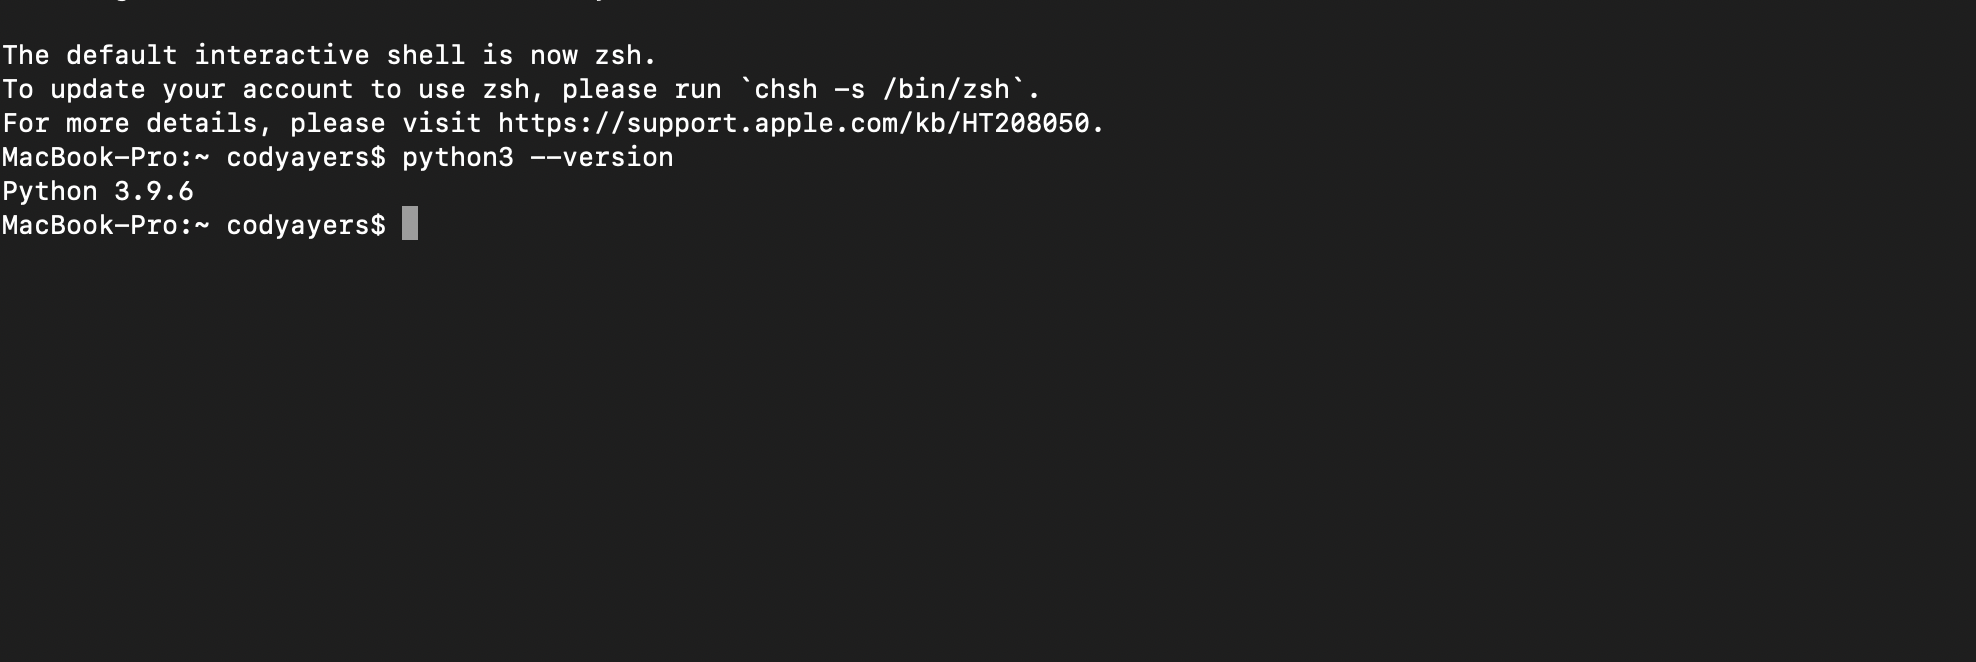 The default interactive shell is now zsh.
To update your account to use zsh, please run `chsh -s /bin/zsh`.
For more details, please visit https://support.apple.com/kb/HT208050.
MacBook-Pro:~ codyayers$ python3 --version
Python 3.9.6
MacBook-Pro:~ codyayers$